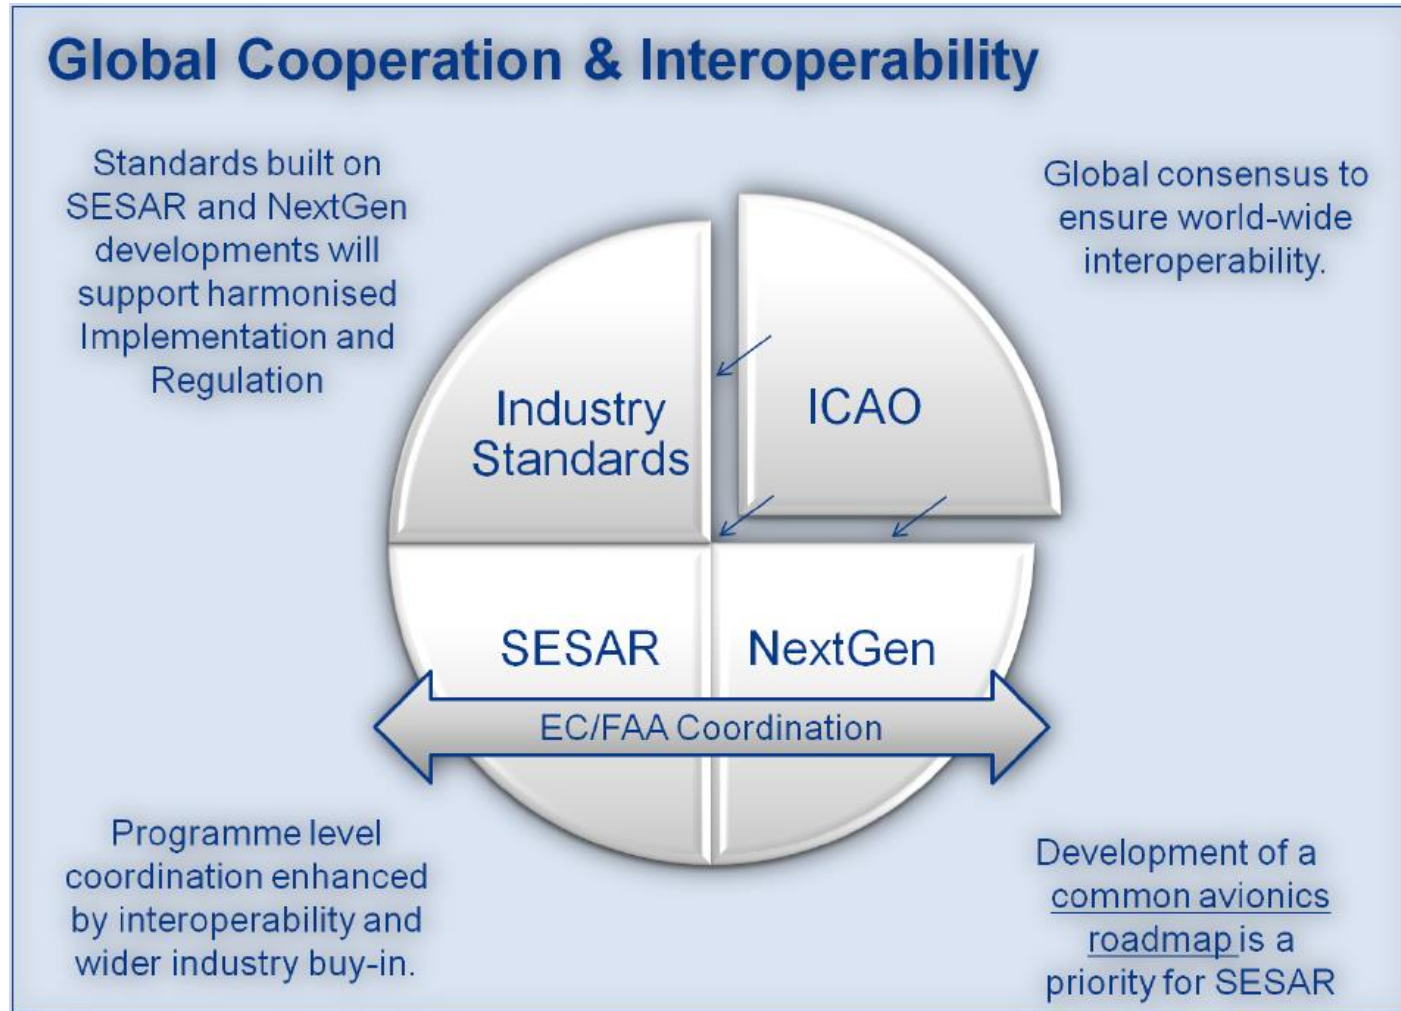 Global Cooperation & Interoperability
Standards built on
SESAR and NextGen
developments will
support harmonised
Implementation and
Regulation
Global consensus to
ensure world-wide
interoperability.
Industry
Standards
ICAO
SESAR
NextGen
EC/FAA Coordination
Programme level
coordination enhanced
by interoperability and
wider industry buy-in.
Development of a
common avionics
roadmap is a
priority for SESAR